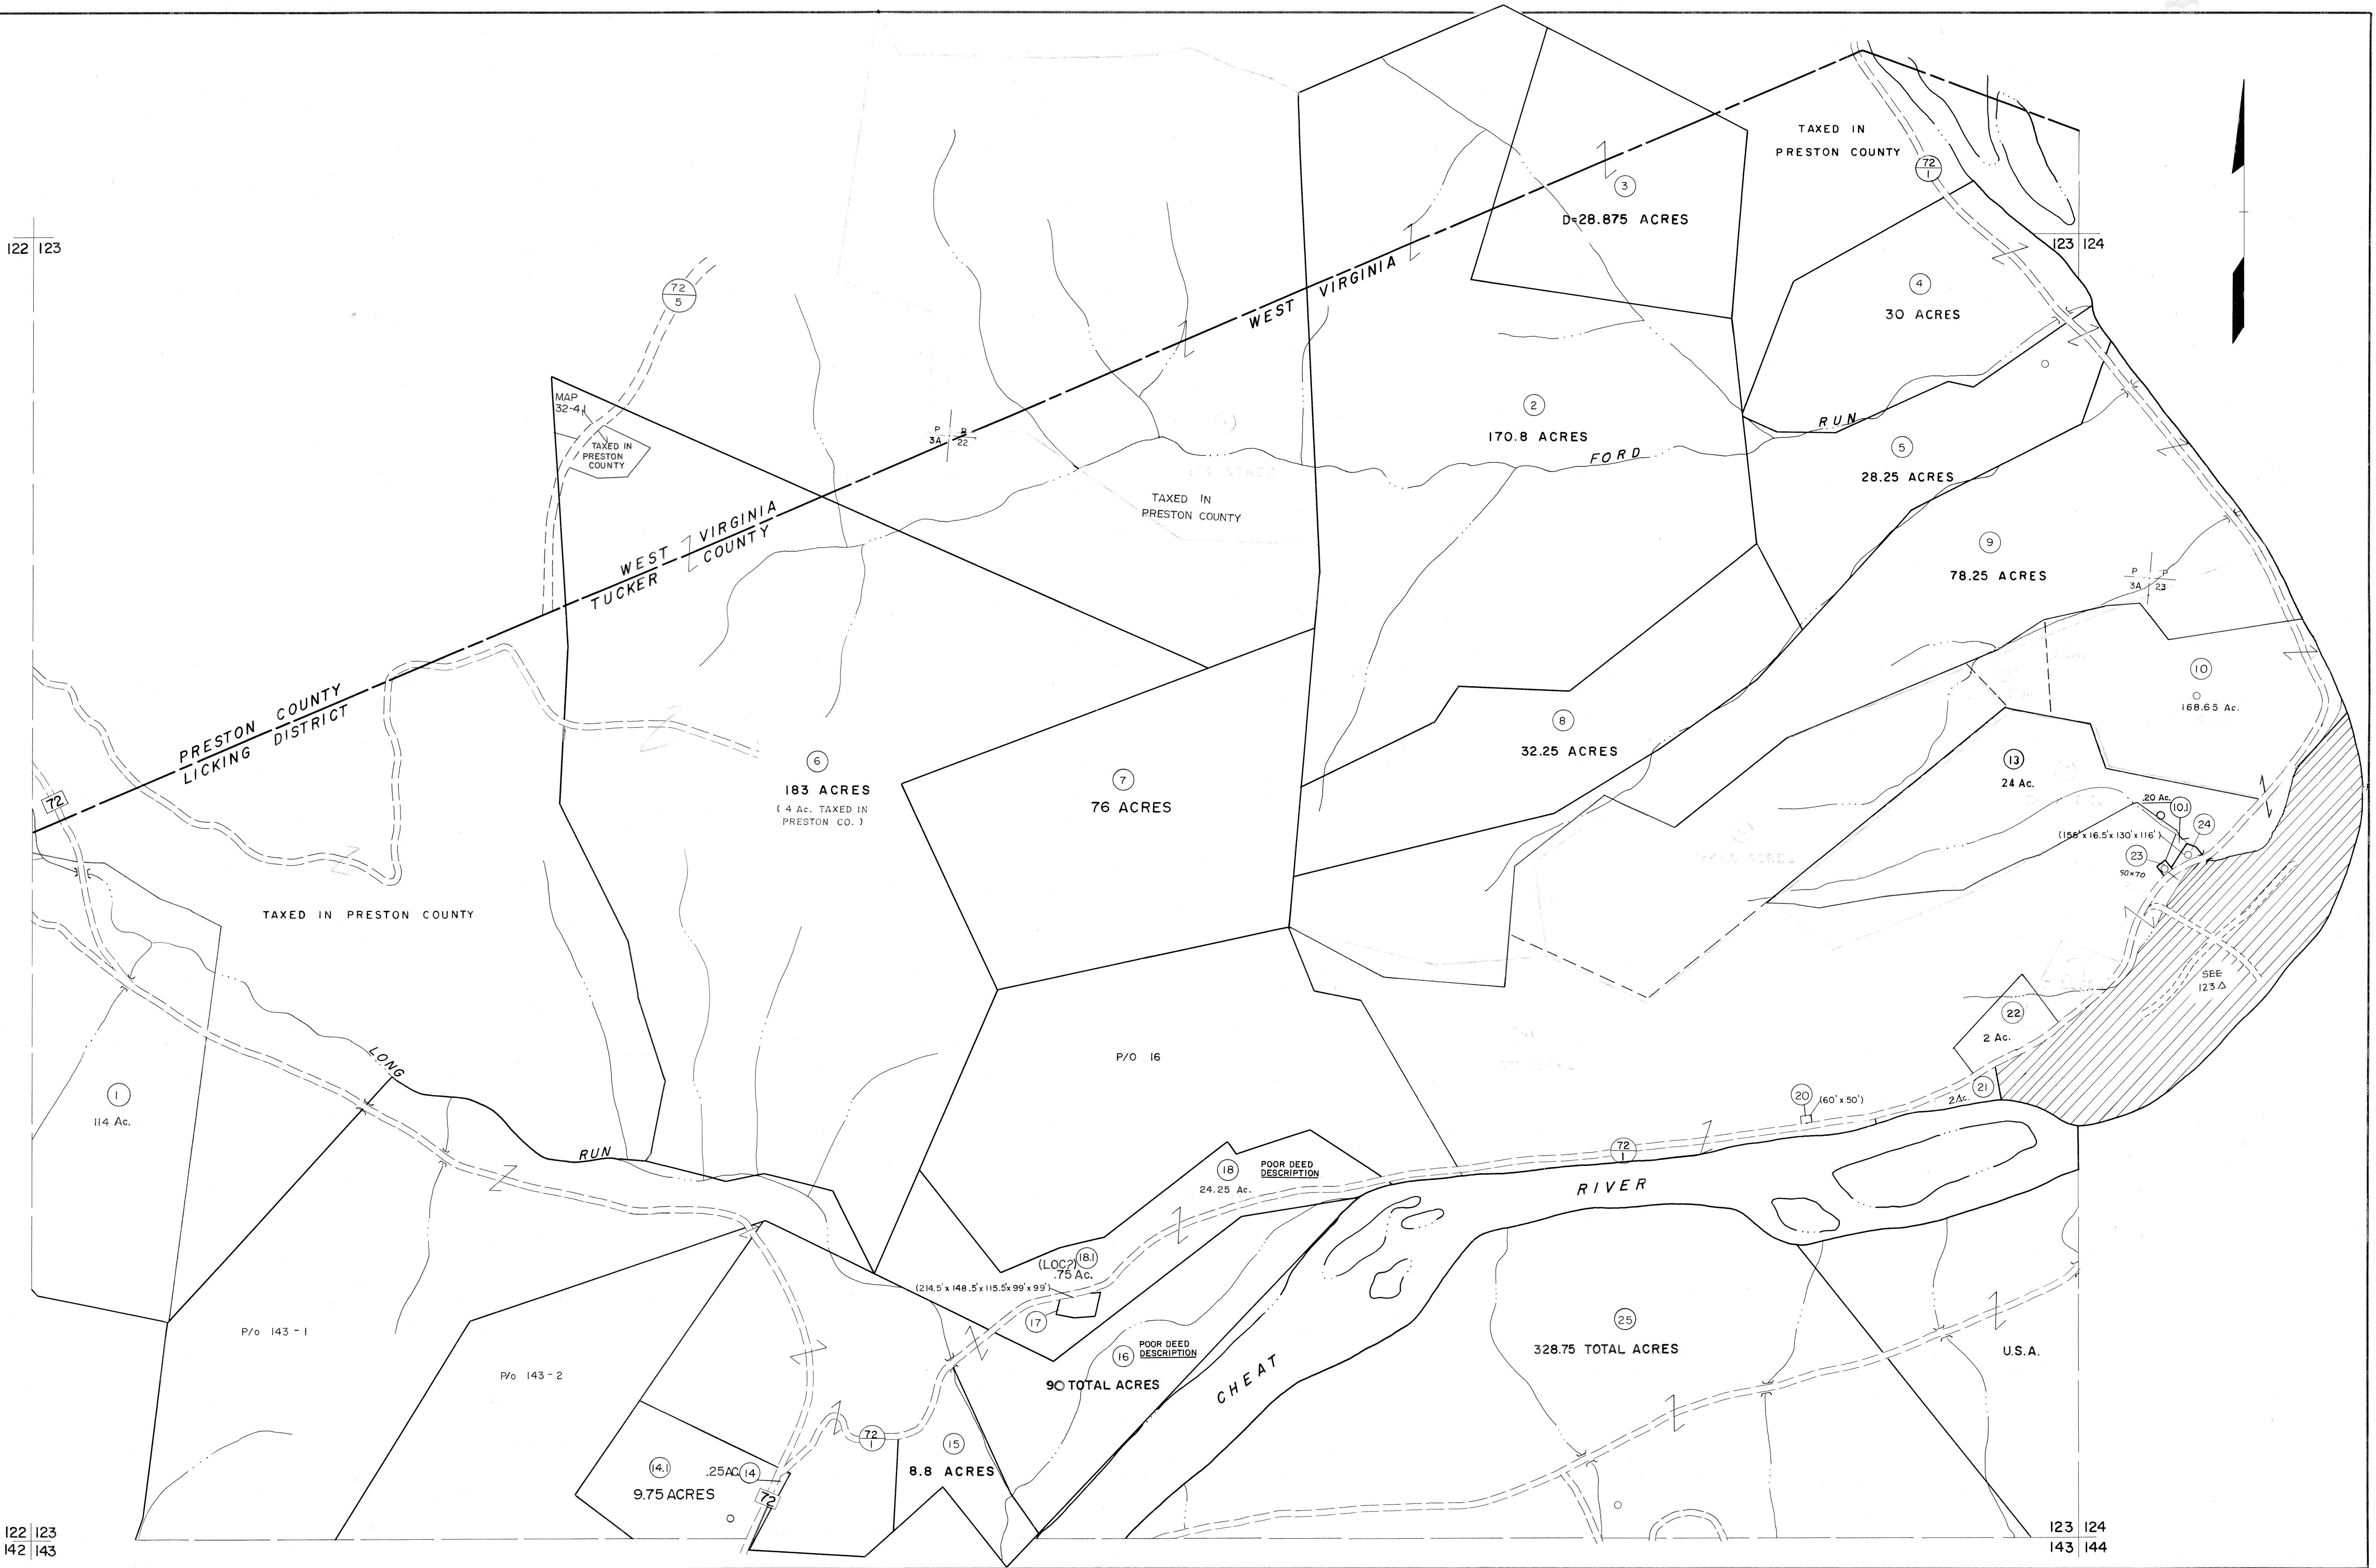 TAXED IN
PRESTON COUNTY
72
1
122 123
123 124
3
D=28.875 ACRES
4
30 ACRES
72
5
WEST VIRGINIA
MAP
32-4.1
TAXED IN
PRESTON
COUNTY
P B
3A 22
2
170.8 ACRES
FORD RUN
5
28.25 ACRES
TAXED IN
PRESTON COUNTY
WEST VIRGINIA
TUCKER COUNTY
9
78.25 ACRES
P P
3A 23
10
168.65 Ac.
PRESTON COUNTY
LICKING DISTRICT
72
6
183 ACRES
( 4 Ac. TAXED IN
PRESTON CO. )
7
76 ACRES
8
32.25 ACRES
13
24 Ac.
.20 Ac.
10.1
24
(155'x 16.5'x 130'x 116')
23
50x70
TAXED IN PRESTON COUNTY
SEE
123 A
22
2 Ac.
21
2 Ac.
20
(60' x 50')
P/O 16
1
114 Ac.
LONG RUN
72
1
18
24.25 Ac.
POOR DEED
DESCRIPTION
CHEAT RIVER
(LOC?) 18.1
.75 Ac.
(214.5'x 148.5'x 115.5'x 99'x 99')
17
16
POOR DEED
DESCRIPTION
90 TOTAL ACRES
25
328.75 TOTAL ACRES
U.S.A.
P/o 143-1
P/o 143-2
72
1
15
8.8 ACRES
14.1
9.75 ACRES
.25AC.
14
72
122 123
142 143
123 124
143 144